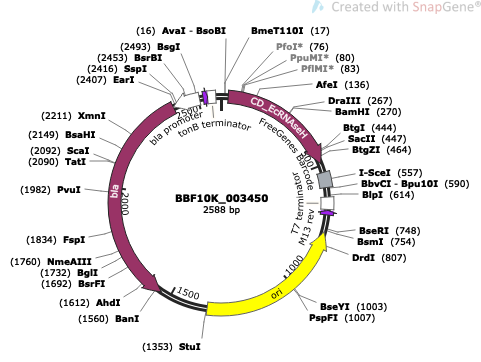 Created with SnapGene®
(16) AvaI - BsoBI
BmeT110I (17)
(2493) BsgI
PfoI* (76)
(2453) BsrBI
PpuMI* (80)
(2416) SspI
PflMI* (83)
(2407) EarI
AfeI (136)
DraIII (267)
BamHI (270)
(2211) XmnI
BtgI (444)
(2149) BsaHI
SacII (447)
(2092) ScaI
BtgZI (464)
(2090) TatI
I-SceI (557)
(1982) PvuI
BbvCI - Bpu10I (590)
BlpI (614)
(1834) FspI
BseRI (748)
(1760) NmeAIII
BsmI (754)
(1732) BglI
DrdI (807)
(1692) BsrFI
(1612) AhdI
BseYI (1003)
(1560) BanI
PspFI (1007)
(1353) StuI
CD_EcRNAseH
FreeGenes Barcode
T7 terminator
M13 rev
ori
bla
bla promoter
tonB terminator
500
1000
1500
2000
2500
BBF10K_003450
2588 bp